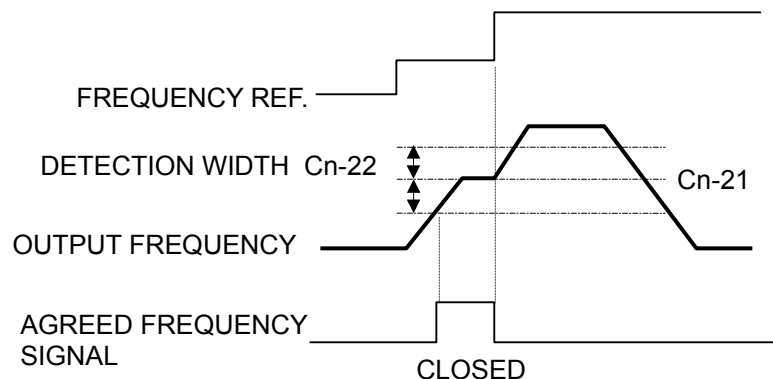 FREQUENCY REF.
DETECTION WIDTH Cn-22
Cn-21
OUTPUT FREQUENCY
AGREED FREQUENCY
SIGNAL
CLOSED